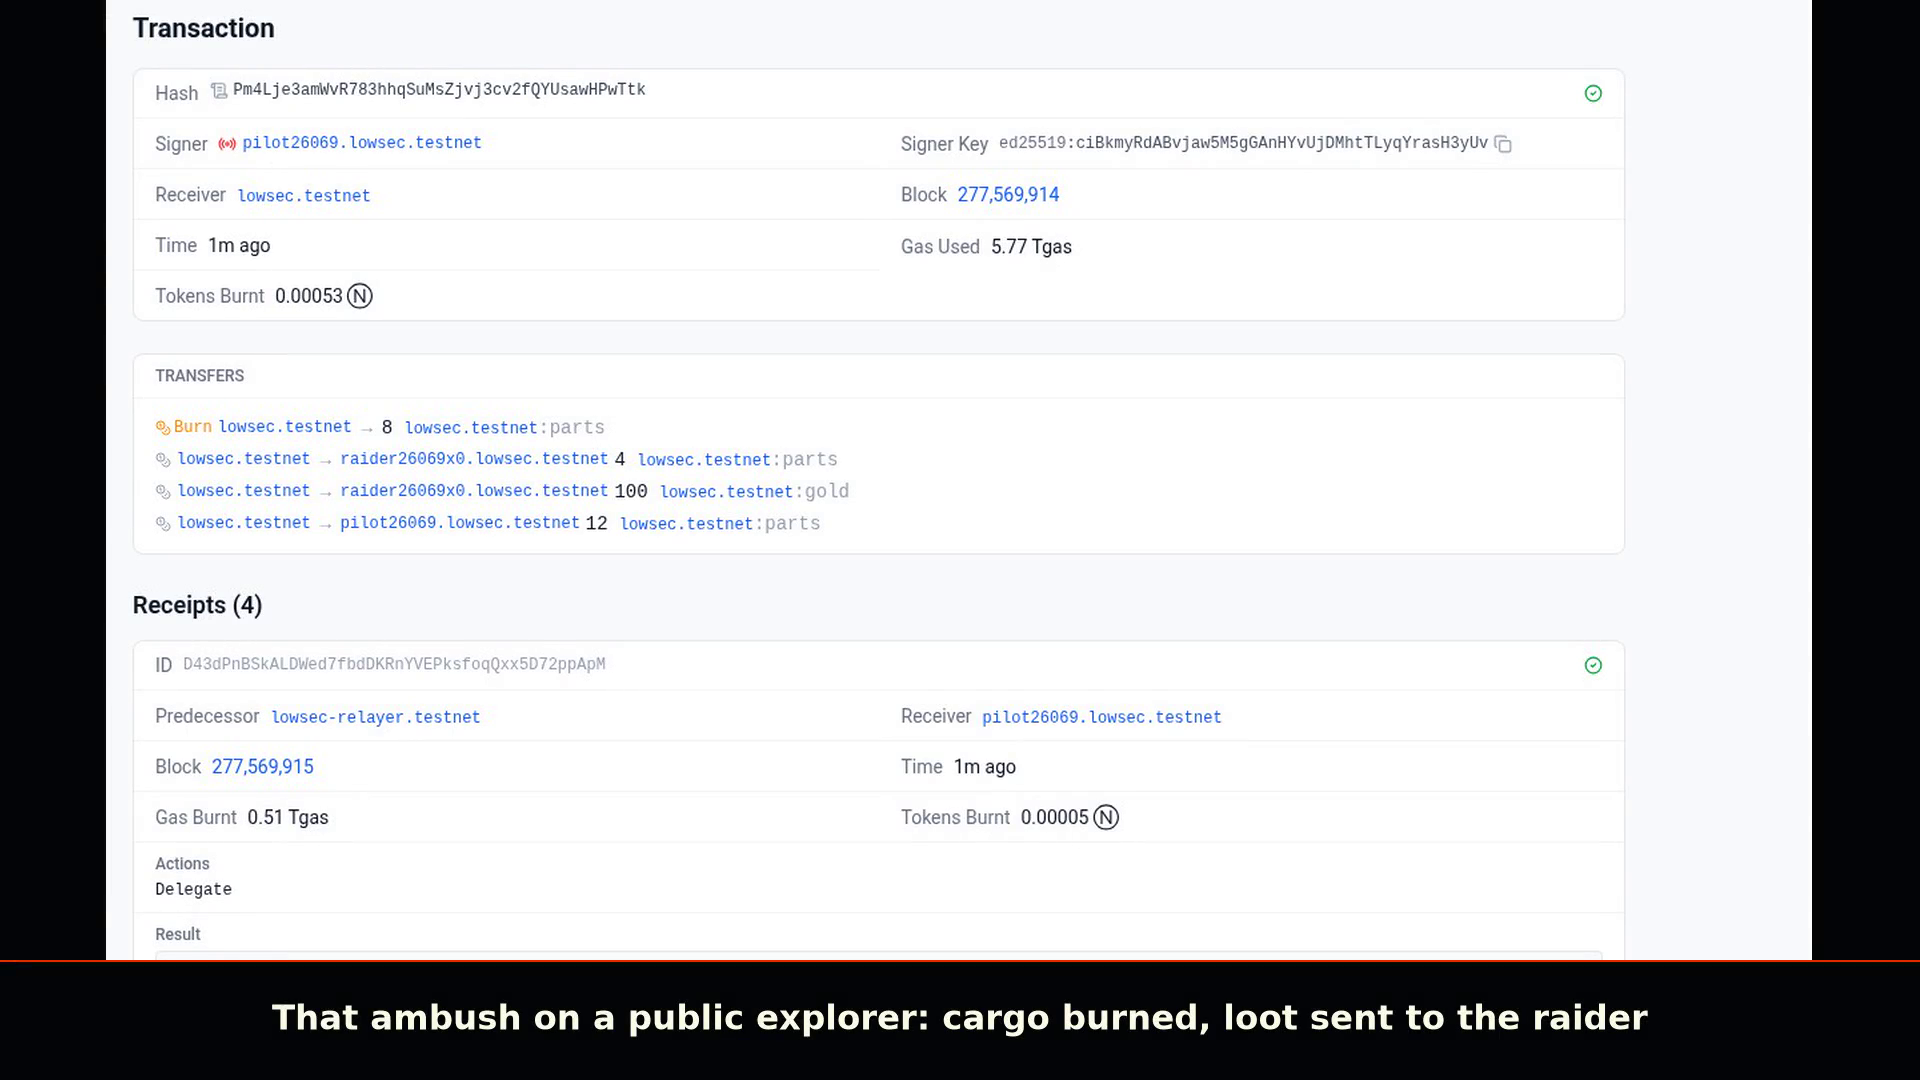 Transaction
Hash Pm4Lje3amWvR783hhqSuMsZjvj3cv2fQYUsawHPwTtk
Signer pilot26069.lowsec.testnet
Signer Key ed25519:ciBkmyRdABvjaw5M5gGAnHYvUjDMhtTLyqYrasH3yUv
Receiver lowsec.testnet
Block 277,569,914
Time 1m ago
Gas Used 5.77 Tgas
Tokens Burnt 0.00053
TRANSFERS
Burn lowsec.testnet → 8 lowsec.testnet:parts
lowsec.testnet → raider26069x0.lowsec.testnet 4 lowsec.testnet:parts
lowsec.testnet → raider26069x0.lowsec.testnet 100 lowsec.testnet:gold
lowsec.testnet → pilot26069.lowsec.testnet 12 lowsec.testnet:parts
Receipts (4)
ID D43dPnBSkALDWed7fbdDKRnYVEPksfoqQxx5D72ppApM
Predecessor lowsec-relayer.testnet
Receiver pilot26069.lowsec.testnet
Block 277,569,915
Time 1m ago
Gas Burnt 0.51 Tgas
Tokens Burnt 0.00005
Actions
Delegate
Result
That ambush on a public explorer: cargo burned, loot sent to the raider